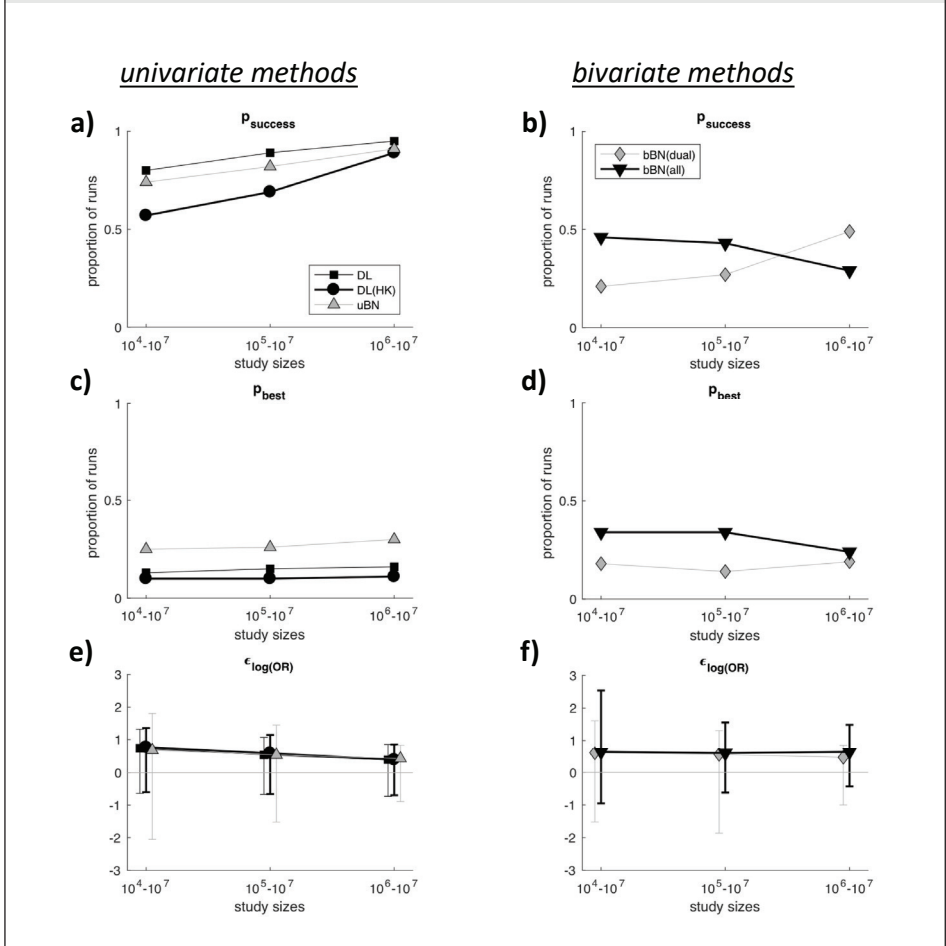 univariate methods
bivariate methods
a)
p_success
1
0.5
0
proportion of runs
DL
DL(HK)
uBN
10^4-10^7
10^5-10^7
10^6-10^7
study sizes
b)
p_success
1
0.5
0
proportion of runs
bBN(dual)
bBN(all)
10^4-10^7
10^5-10^7
10^6-10^7
study sizes
c)
p_best
1
0.5
0
proportion of runs
10^4-10^7
10^5-10^7
10^6-10^7
study sizes
d)
p_best
1
0.5
0
proportion of runs
10^4-10^7
10^5-10^7
10^6-10^7
study sizes
e)
ϵ_log(OR)
3
2
1
0
-1
-2
-3
10^4-10^7
10^5-10^7
10^6-10^7
study sizes
f)
ϵ_log(OR)
3
2
1
0
-1
-2
-3
10^4-10^7
10^5-10^7
10^6-10^7
study sizes